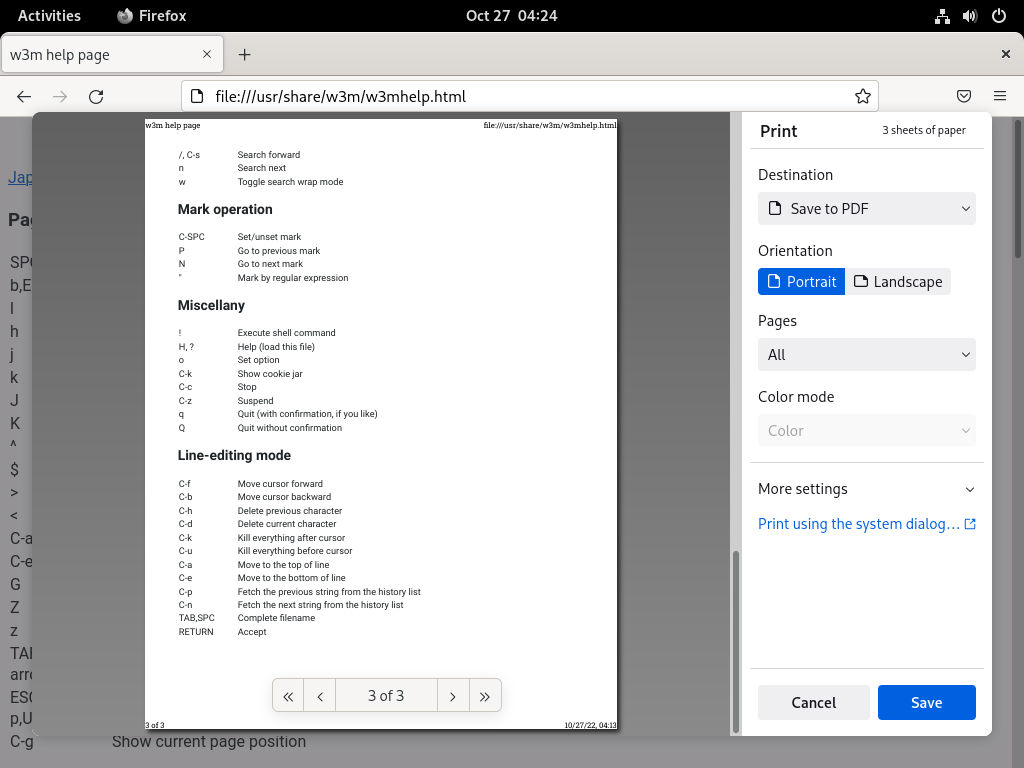 Activities
Firefox
Oct 27 04:24
w3m help page
file:///usr/share/w3m/w3mhelp.html
w3m help page file:///usr/share/w3m/w3mhelp.html
/, C-s Search forward
n Search next
w Toggle search wrap mode
Mark operation
C-SPC Set/unset mark
P Go to previous mark
N Go to next mark
" Mark by regular expression
Miscellany
! Execute shell command
H, ? Help (load this file)
o Set option
C-k Show cookie jar
C-c Stop
C-z Suspend
q Quit (with confirmation, if you like)
Q Quit without confirmation
Line-editing mode
C-f Move cursor forward
C-b Move cursor backward
C-h Delete previous character
C-d Delete current character
C-k Kill everything after cursor
C-u Kill everything before cursor
C-a Move to the top of line
C-e Move to the bottom of line
C-p Fetch the previous string from the history list
C-n Fetch the next string from the history list
TAB,SPC Complete filename
RETURN Accept
3 of 3
3 of 3 10/27/22, 04:13
Print 3 sheets of paper
Destination
Save to PDF
Orientation
Portrait Landscape
Pages
All
Color mode
Color
More settings
Print using the system dialog...
Cancel Save
Jap
l
h
j
k
J
K
^
$
>
<
C-a
C-e
G
Z
z
ESC
p,U
C-g Show current page position